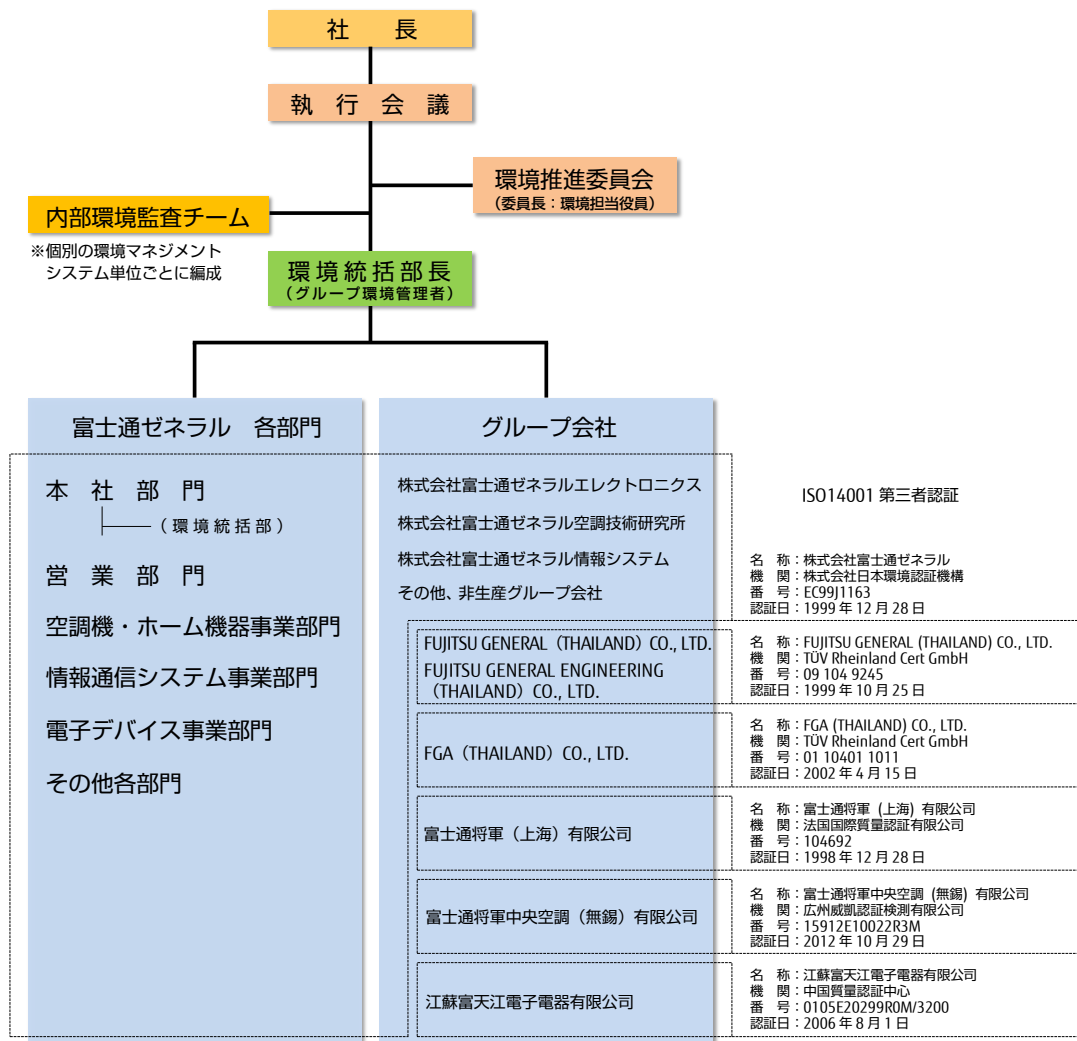 社　長
執 行 会 議
環境推進委員会
（委員長：環境担当役員）
内部環境監査チーム
※個別の環境マネジメント
システム単位ごとに編成
環境統括部長
（グループ環境管理者）
富士通ゼネラル　各部門
本 社 部 門
（環境統括部）
営 業 部 門
空調機・ホーム機器事業部門
情報通信システム事業部門
電子デバイス事業部門
その他各部門
グループ会社
株式会社富士通ゼネラルエレクトロニクス
株式会社富士通ゼネラル空調技術研究所
株式会社富士通ゼネラル情報システム
その他、非生産グループ会社
FUJITSU GENERAL（THAILAND）CO., LTD.
FUJITSU GENERAL ENGINEERING
（THAILAND）CO., LTD.
FGA（THAILAND）CO., LTD.
富士通将軍（上海）有限公司
富士通将軍中央空調（無錫）有限公司
江蘇富天江電子電器有限公司
ISO14001 第三者認証
名　称：株式会社富士通ゼネラル
機　関：株式会社日本環境認証機構
番　号：EC99J1163
認証日：1999 年 12 月 28 日
名　称：FUJITSU GENERAL (THAILAND) CO., LTD.
機　関：TÜV Rheinland Cert GmbH
番　号：09 104 9245
認証日：1999 年 10 月 25 日
名　称：FGA (THAILAND) CO., LTD.
機　関：TÜV Rheinland Cert GmbH
番　号：01 10401 1011
認証日：2002 年 4 月 15 日
名　称：富士通将軍 (上海) 有限公司
機　関：法国国際質量認証有限公司
番　号：104692
認証日：1998 年 12 月 28 日
名　称：富士通将軍中央空調 (無錫) 有限公司
機　関：広州威凱認証検測有限公司
番　号：15912E10022R3M
認証日：2012 年 10 月 29 日
名　称：江蘇富天江電子電器有限公司
機　関：中国質量認証中心
番　号：0105E20299R0M/3200
認証日：2006 年 8 月 1 日